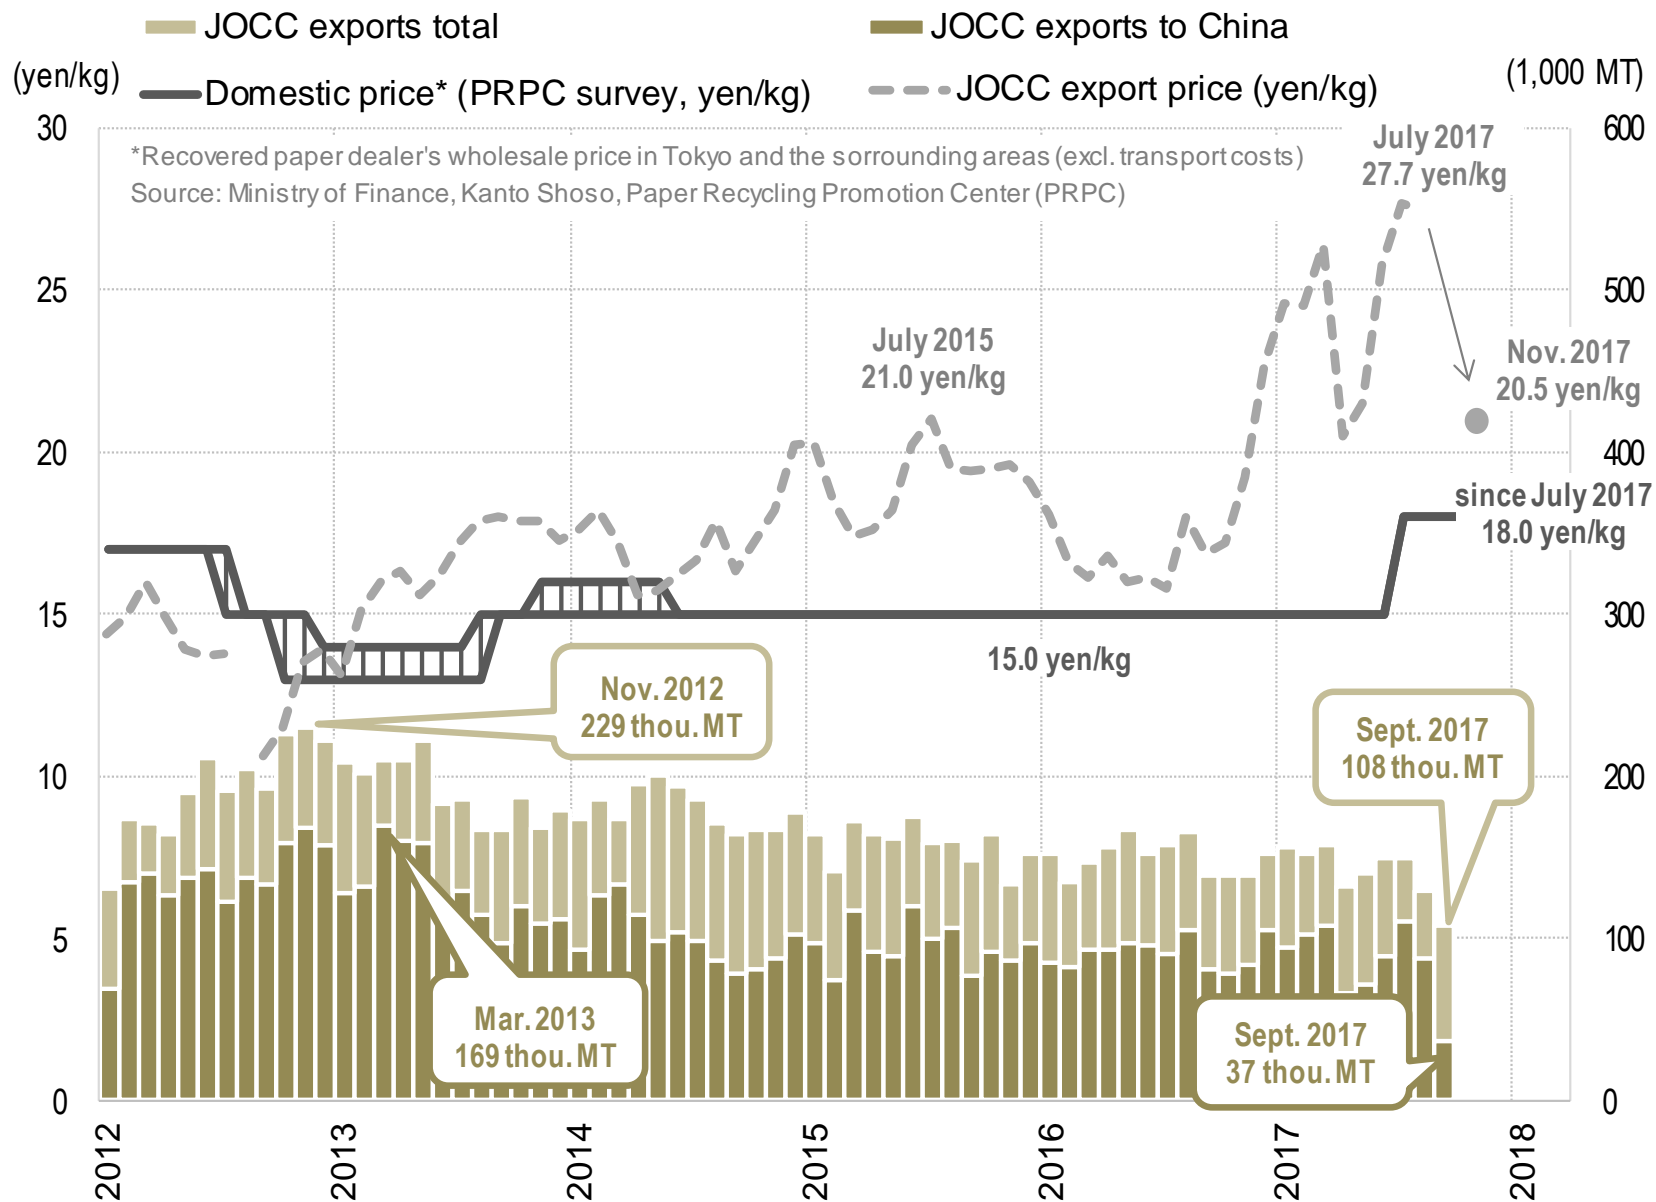 JOCC exports total
JOCC exports to China
(yen/kg)
(1,000 MT)
Domestic price* (PRPC survey, yen/kg)
JOCC export price (yen/kg)
30
600
*Recovered paper dealer's wholesale price in Tokyo and the sorrounding areas (excl. transport costs)
Source: Ministry of Finance, Kanto Shoso, Paper Recycling Promotion Center (PRPC)
July 2017
27.7 yen/kg
25
500
July 2015
21.0 yen/kg
Nov. 2017
20.5 yen/kg
20
400
since July 2017
18.0 yen/kg
15
300
15.0 yen/kg
Nov. 2012
229 thou. MT
Sept. 2017
108 thou. MT
10
200
5
100
Mar. 2013
169 thou. MT
Sept. 2017
37 thou. MT
0
0
2012
2013
2014
2015
2016
2017
2018